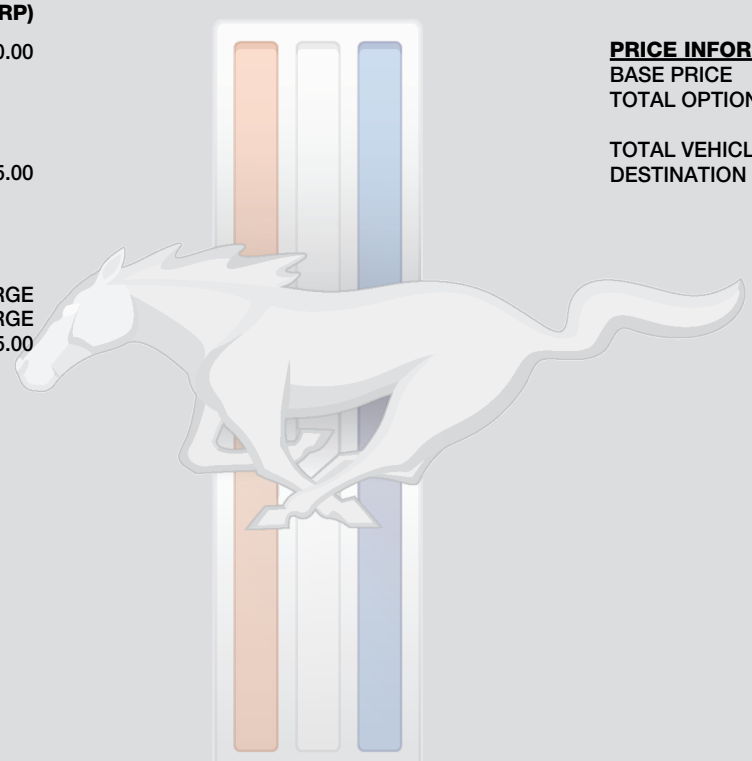 RP)
0.00
5.00
RGE
RGE
5.00
PRICE INFOR
BASE PRICE
TOTAL OPTION
TOTAL VEHICL
DESTINATION